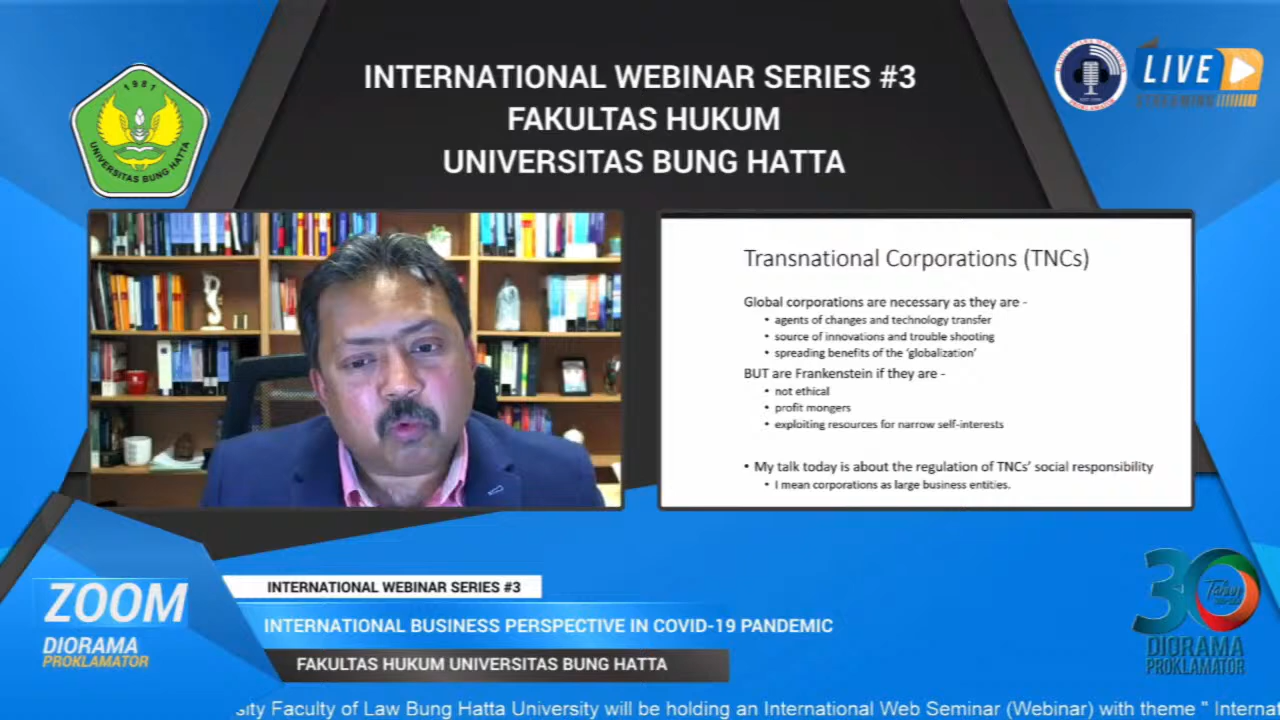 INTERNATIONAL WEBINAR SERIES #3
FAKULTAS HUKUM
UNIVERSITAS BUNG HATTA
1981
UNIVERSITAS BUNG HATTA
LIVE
STREAMING
Transnational Corporations (TNCs)
Global corporations are necessary as they are -
• agents of changes and technology transfer
• source of innovations and trouble shooting
• spreading benefits of the ‘globalization’
BUT are Frankenstein if they are -
• not ethical
• profit mongers
• exploiting resources for narrow self-interests
• My talk today is about the regulation of TNCs’ social responsibility
• I mean corporations as large business entities.
ZOOM
DIORAMA
PROKLAMATOR
INTERNATIONAL WEBINAR SERIES #3
INTERNATIONAL BUSINESS PERSPECTIVE IN COVID-19 PANDEMIC
FAKULTAS HUKUM UNIVERSITAS BUNG HATTA
30
Tahun
DIORAMA
PROKLAMATOR
sity Faculty of Law Bung Hatta University will be holding an International Web Seminar (Webinar) with theme " Internat